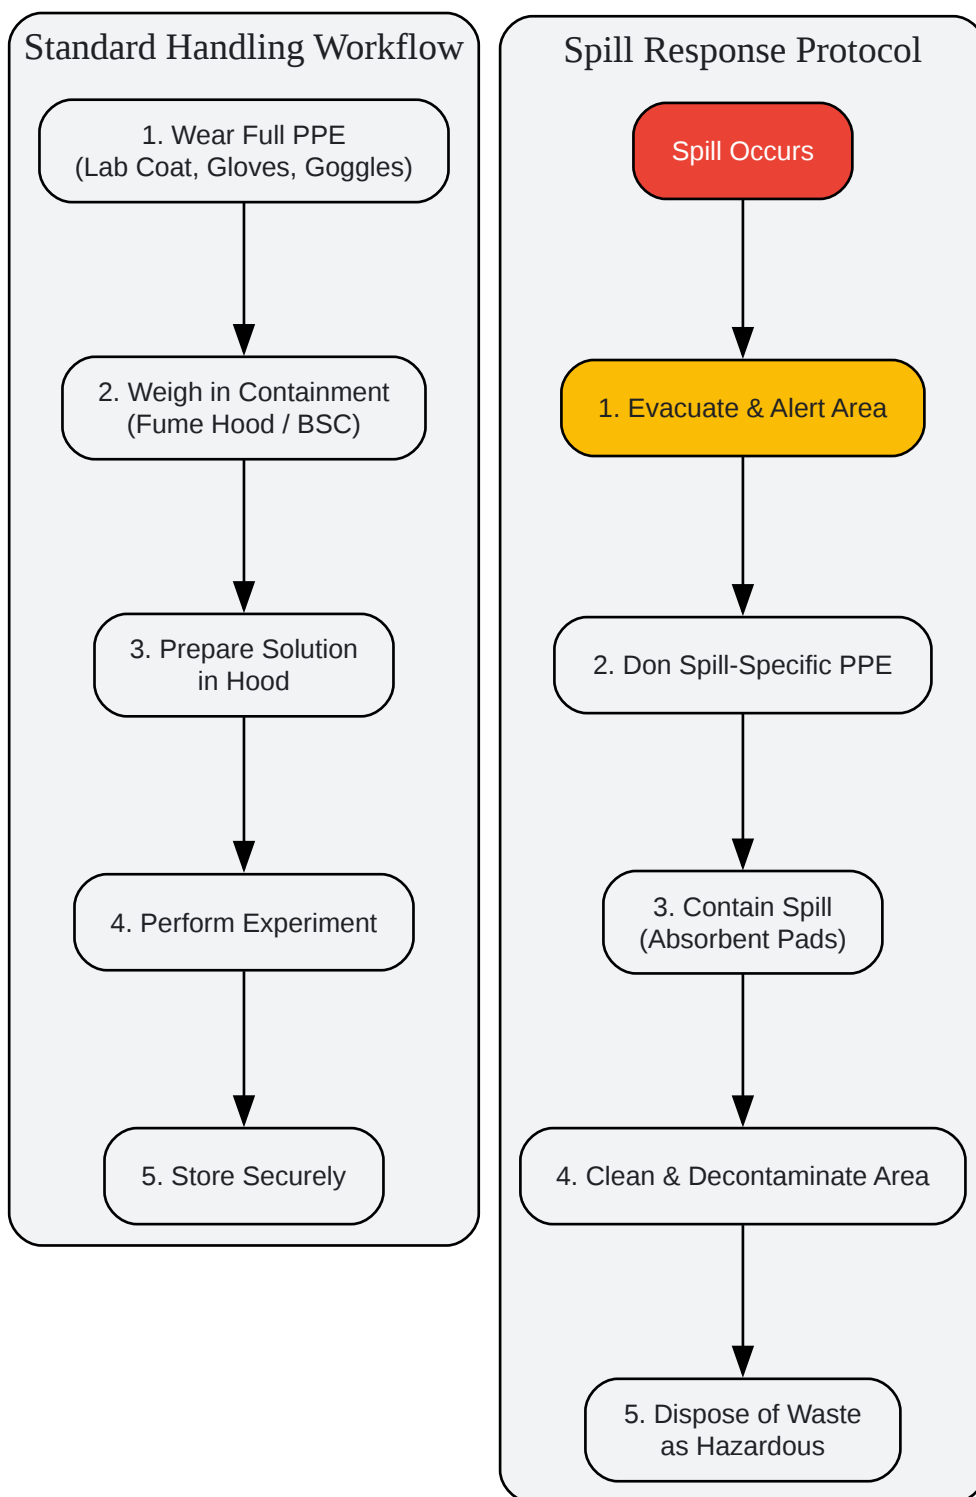 Standard Handling Workflow
1. Wear Full PPE
(Lab Coat, Gloves, Goggles)
2. Weigh in Containment
(Fume Hood / BSC)
3. Prepare Solution
in Hood
4. Perform Experiment
5. Store Securely
Spill Response Protocol
Spill Occurs
1. Evacuate & Alert Area
2. Don Spill-Specific PPE
3. Contain Spill
(Absorbent Pads)
4. Clean & Decontaminate Area
5. Dispose of Waste
as Hazardous